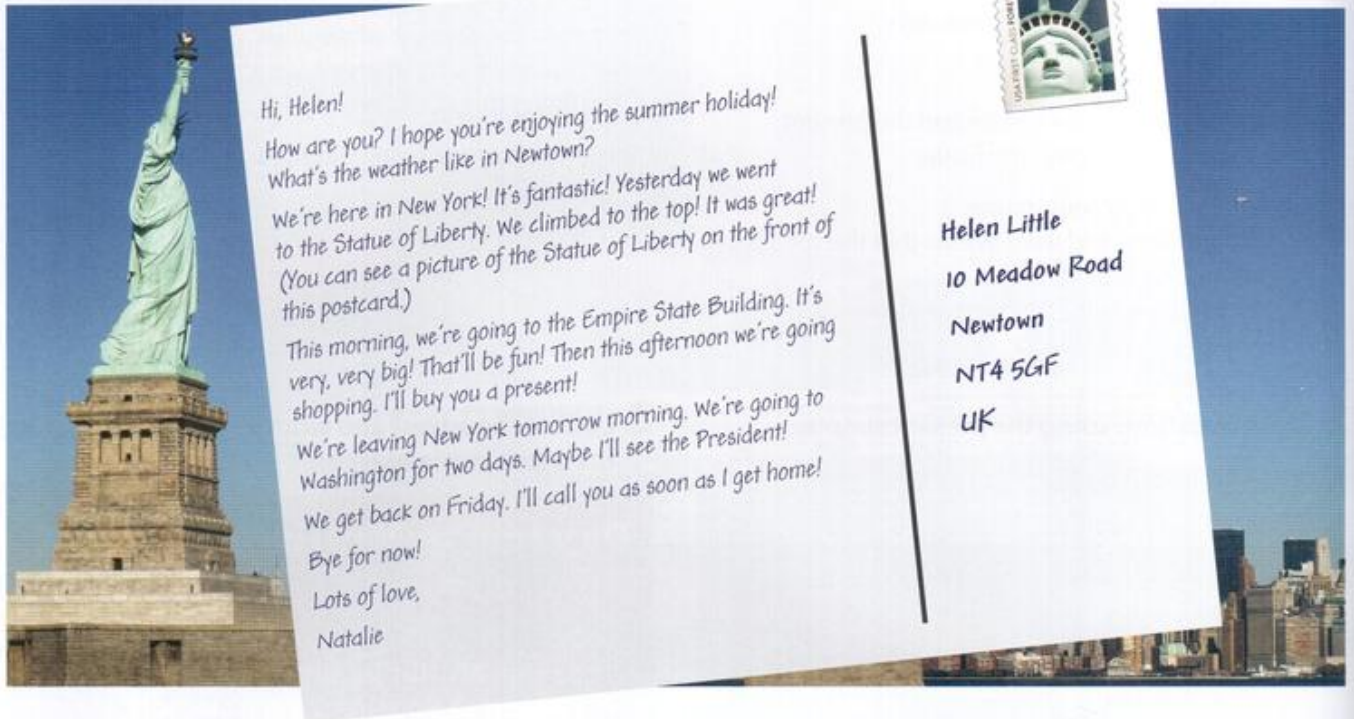 USA FIRST-CLASS FORE
Hi, Helen!
How are you? I hope you're enjoying the summer holiday!
What's the weather like in Newtown?
We're here in New York! It's fantastic! Yesterday we went
to the Statue of Liberty. We climbed to the top! It was great!
(You can see a picture of the Statue of Liberty on the front of
this postcard.)
This morning, we're going to the Empire State Building. It's
very, very big! That'll be fun! Then this afternoon we're going
shopping. I'll buy you a present!
We're leaving New York tomorrow morning. We're going to
Washington for two days. Maybe I'll see the President!
We get back on Friday. I'll call you as soon as I get home!
Bye for now!
Lots of love,
Natalie
Helen Little
10 Meadow Road
Newtown
NT4 5GF
UK